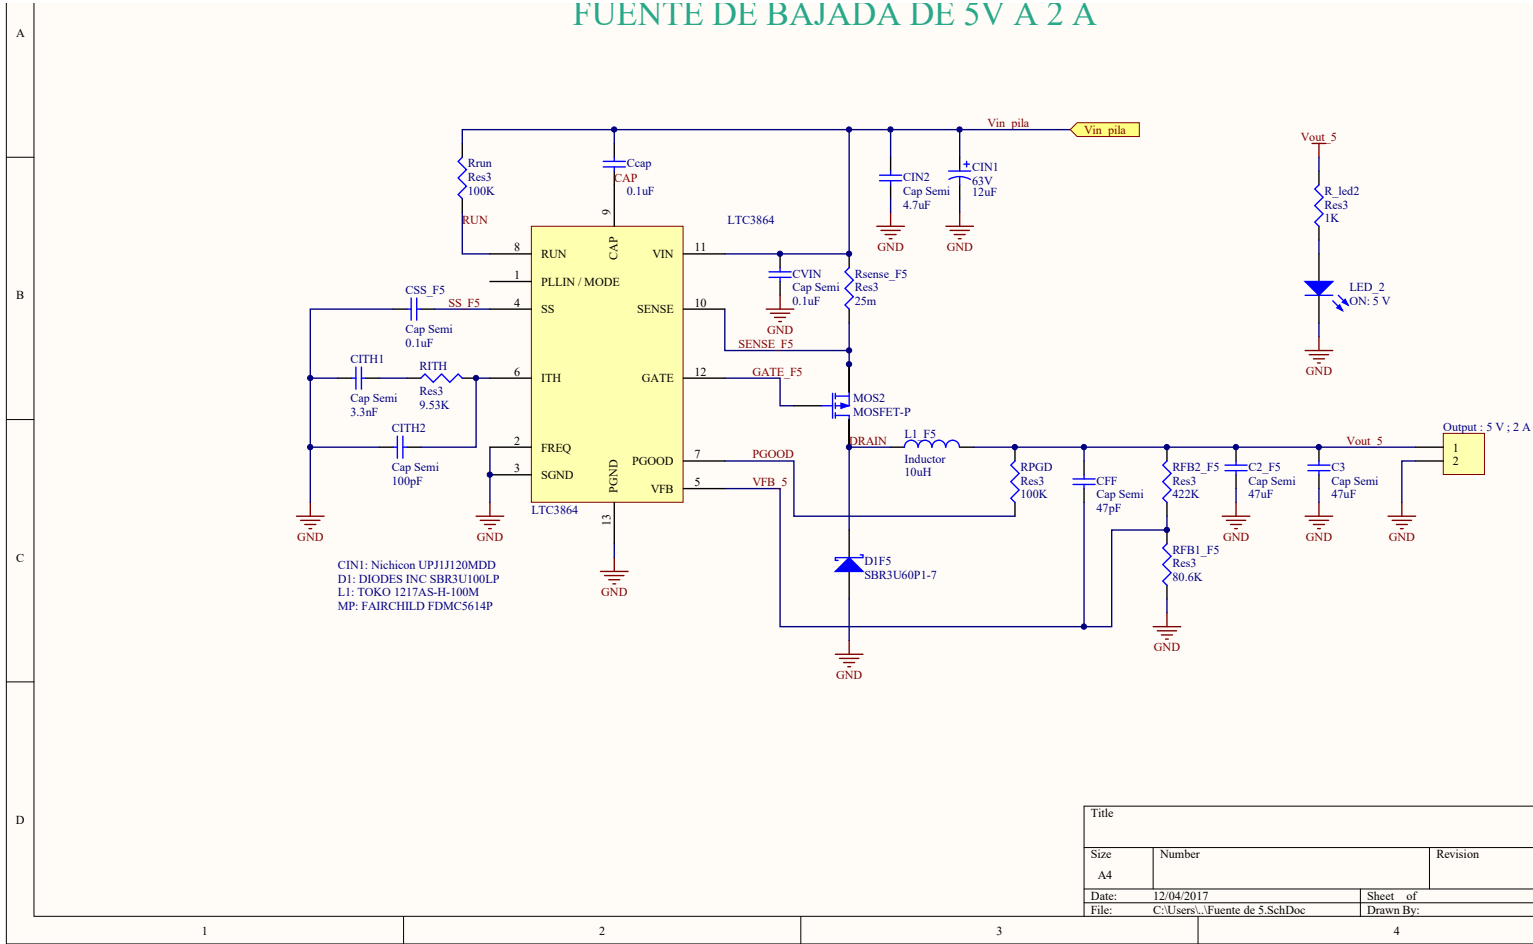 FUENTE DE BAJADA DE 5V A 2 A
A
B
C
D
Vin_pila
Vin_pila
Rrun
Res3
100K
RUN
Ccap
CAP
0.1uF
9
CIN2
Cap Semi
4.7uF
GND
CIN1
63V
12uF
GND
Vout_5
R_led2
Res3
1K
LED_2
ON: 5 V
GND
LTC3864
8
RUN
CAP
VIN
11
1
PLLIN / MODE
4
SS
SENSE
10
6
ITH
GATE
12
2
FREQ
3
SGND
PGND
PGOOD
7
VFB
5
13
LTC3864
GND
CVIN
Cap Semi
0.1uF
GND
Rsense_F5
Res3
25m
SENSE_F5
GATE_F5
MOS2
MOSFET-P
CSS_F5
SS_F5
Cap Semi
0.1uF
CITH1
Cap Semi
3.3nF
RITH
Res3
9.53K
CITH2
Cap Semi
100pF
GND
GND
DRAIN
L1_F5
Inductor
10uH
PGOOD
VFB_5
RPGD
Res3
100K
CFF
Cap Semi
47pF
RFB2_F5
Res3
422K
C2_F5
Cap Semi
47uF
GND
C3
Cap Semi
47uF
GND
Vout_5
Output : 5 V ; 2 A
1
2
GND
RFB1_F5
Res3
80.6K
GND
D1F5
SBR3U60P1-7
GND
CIN1: Nichicon UPJ1J120MDD
D1: DIODES INC SBR3U100LP
L1: TOKO 1217AS-H-100M
MP: FAIRCHILD FDMC5614P
Title
Size
Number
Revision
A4
Date:
12/04/2017
Sheet of
File:
C:\Users\..\Fuente de 5.SchDoc
Drawn By:
1
2
3
4